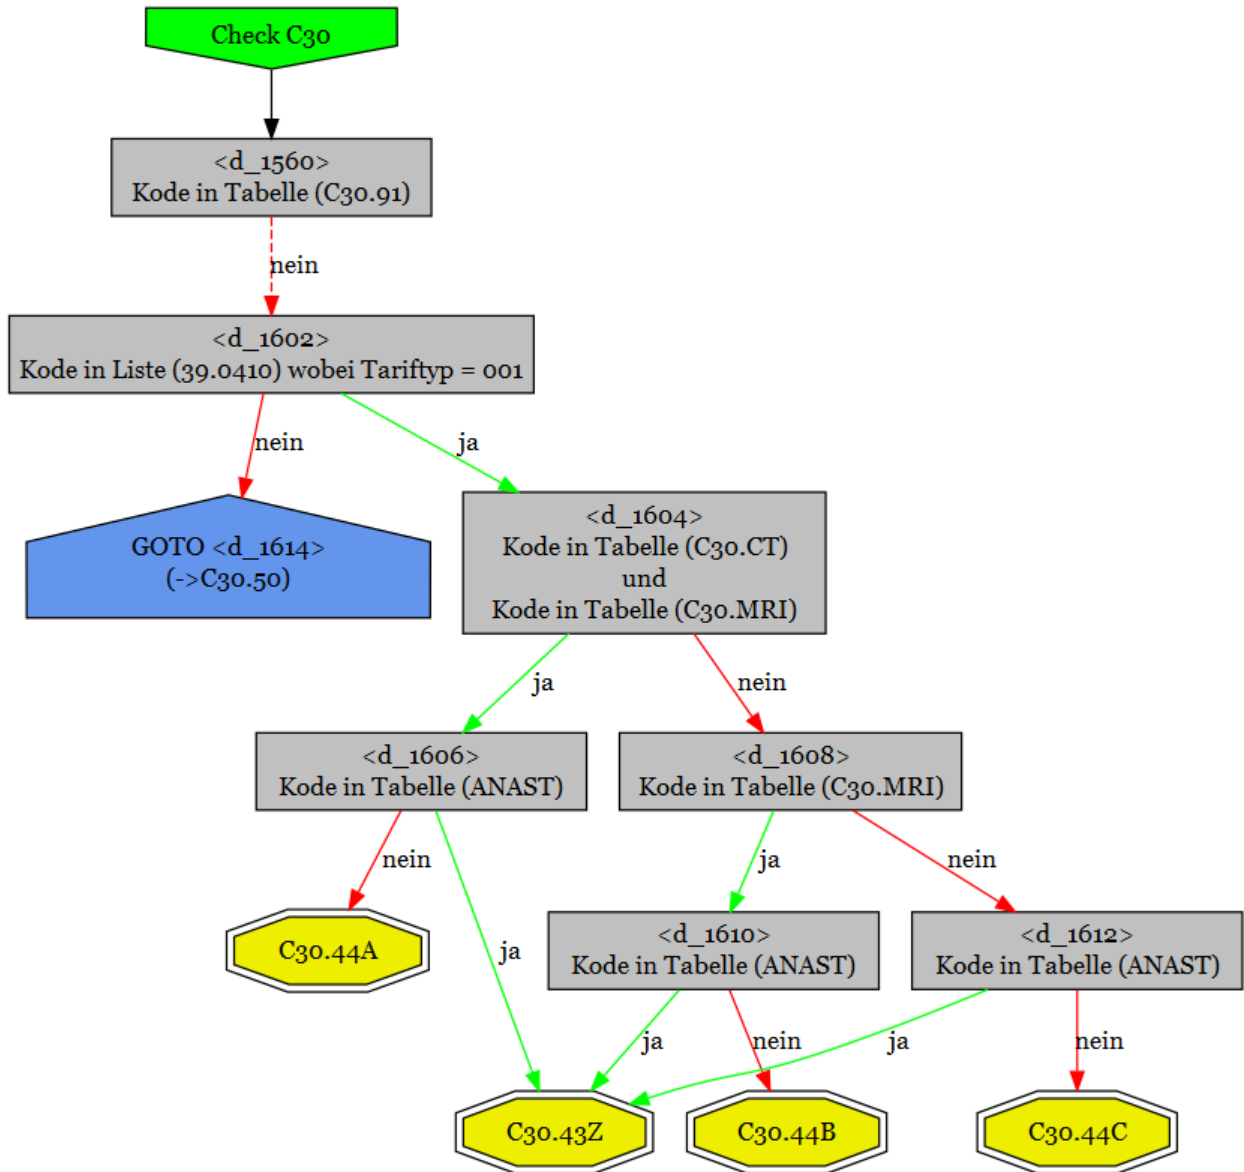 Check C30
<d_1560>
Kode in Tabelle (C30.91)
nein
<d_1602>
Kode in Liste (39.0410) wobei Tariftyp = 001
nein
ja
GOTO <d_1614>
(->C30.50)
<d_1604>
Kode in Tabelle (C30.CT)
und
Kode in Tabelle (C30.MRI)
ja
nein
<d_1606>
Kode in Tabelle (ANAST)
<d_1608>
Kode in Tabelle (C30.MRI)
nein
ja
ja
nein
C30.44A
<d_1610>
Kode in Tabelle (ANAST)
<d_1612>
Kode in Tabelle (ANAST)
ja
nein
ja
nein
C30.43Z
C30.44B
C30.44C